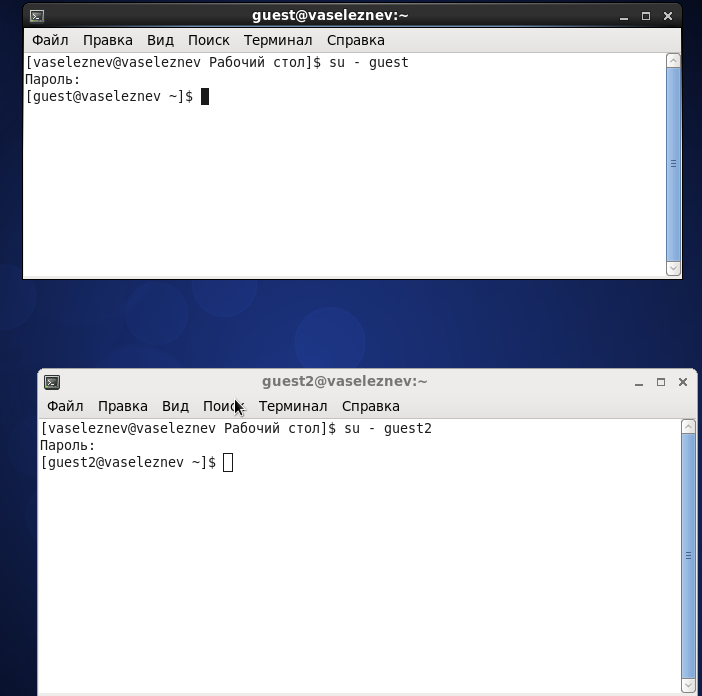 guest@vaseleznev:~
Файл Правка Вид Поиск Терминал Справка
[vaseleznev@vaseleznev Рабочий стол]$ su - guest
Пароль:
[guest@vaseleznev ~]$
guest2@vaseleznev:~
Файл Правка Вид Поиск Терминал Справка
[vaseleznev@vaseleznev Рабочий стол]$ su - guest2
Пароль:
[guest2@vaseleznev ~]$